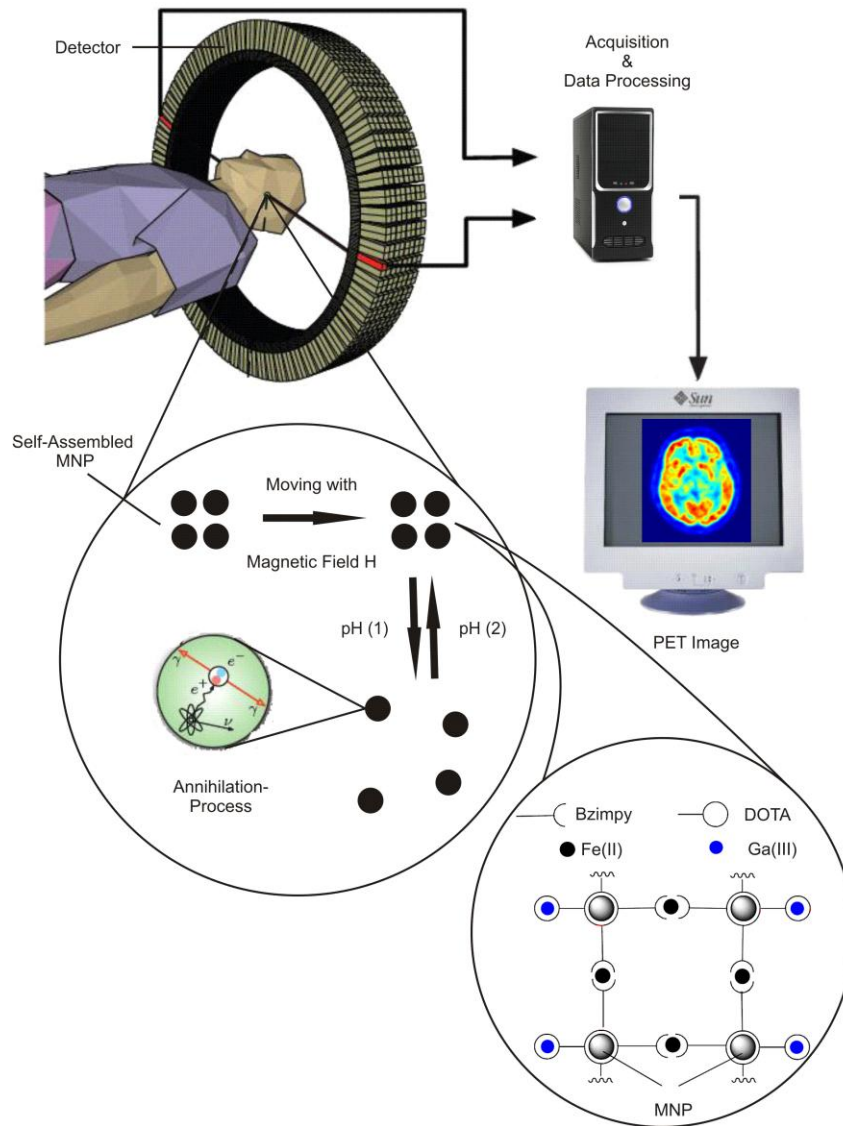 Detector
Acquisition
&
Data Processing
Sun
Self-Assembled
MNP
Moving with
Magnetic Field H
pH (1)
pH (2)
PET Image
γ
e⁻
e⁺
γ
ν
Annihilation-
Process
Bzimpy
DOTA
Fe(II)
Ga(III)
MNP